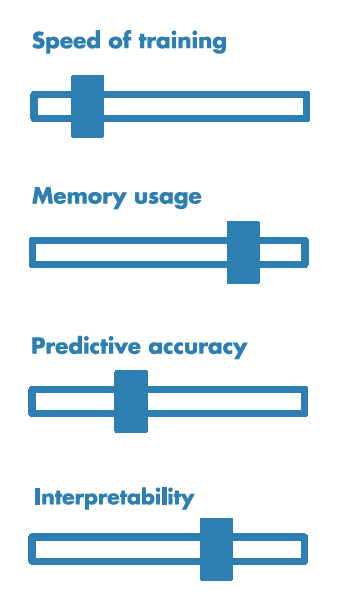 Speed of training
Memory usage
Predictive accuracy
Interpretability